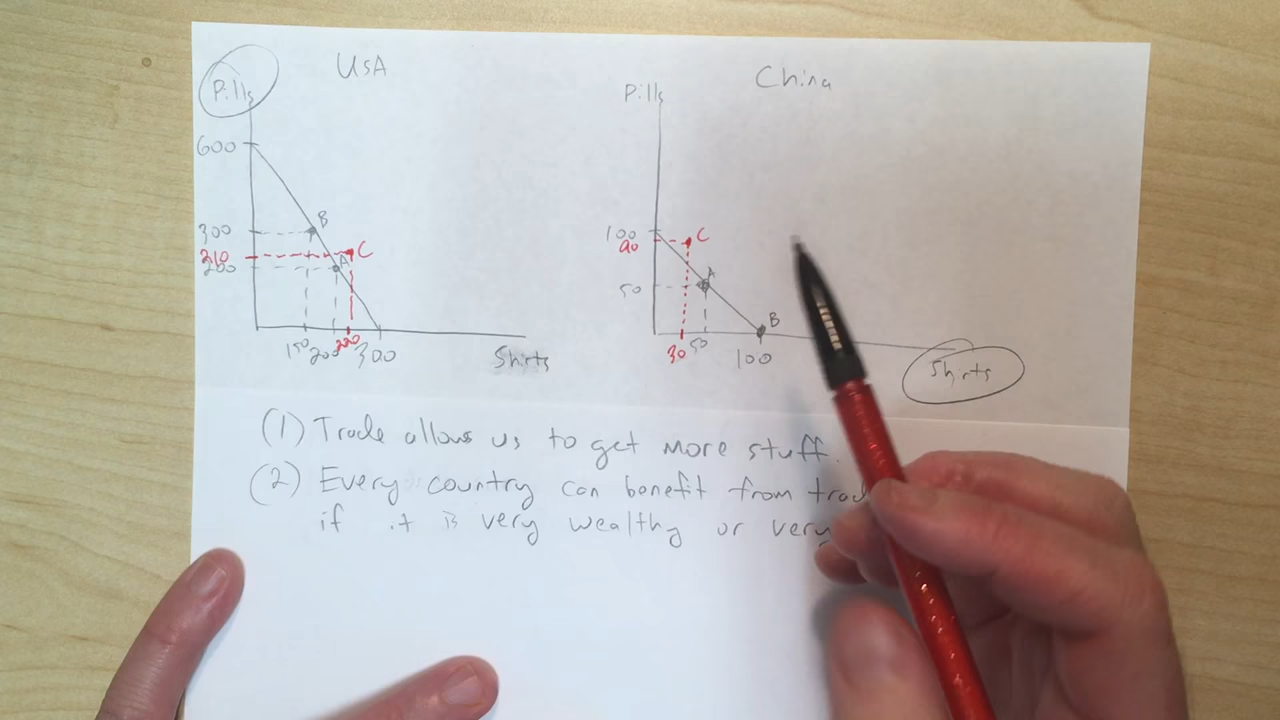 USA
Pills
600
300
210
200
B
C
A
150 200 220 300
Shirts
China
Pills
100
90
50
C
A
B
30 50 100
Shirts
(1) Trade allows us to get more stuff.
(2) Every country can benefit from trad
if it is very wealthy or very